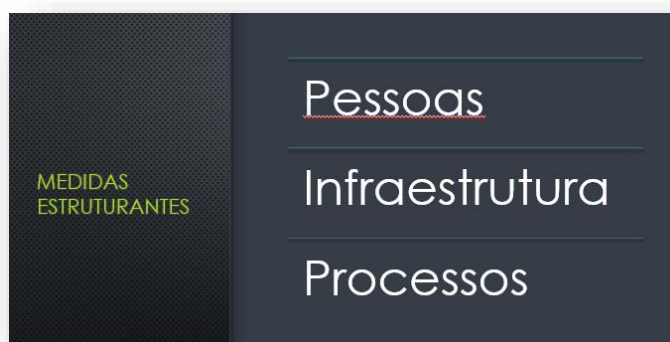 MEDIDAS
ESTRUTURANTES
Pessoas
Infraestrutura
Processos